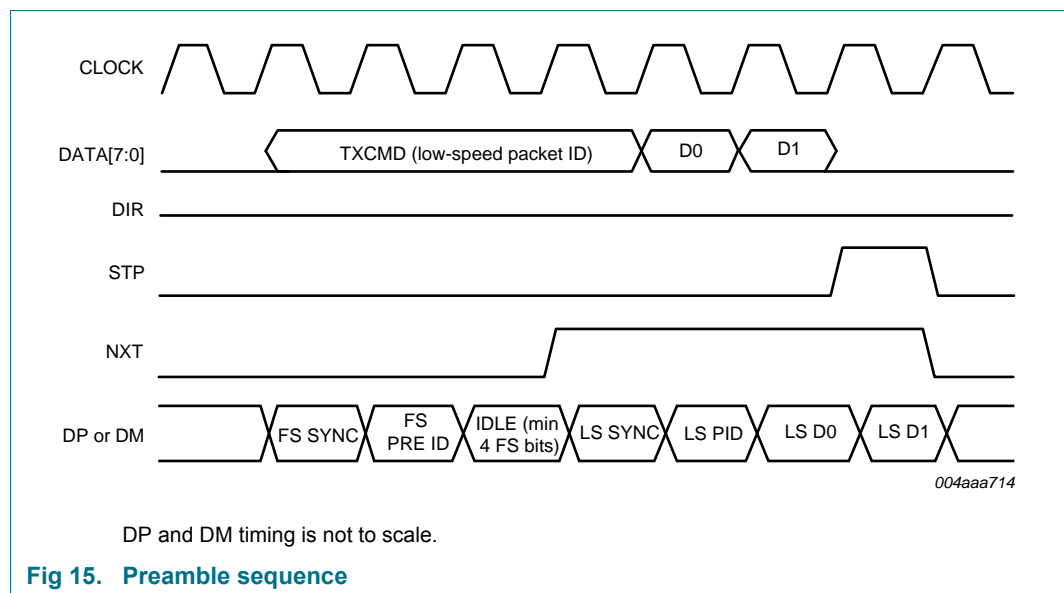 CLOCK
DATA[7:0]
TXCMD (low-speed packet ID)
D0
D1
DIR
STP
NXT
DP or DM
FS SYNC
FS
PRE ID
IDLE (min
4 FS bits)
LS SYNC
LS PID
LS D0
LS D1
004aaa714
DP and DM timing is not to scale.
Fig 15. Preamble sequence